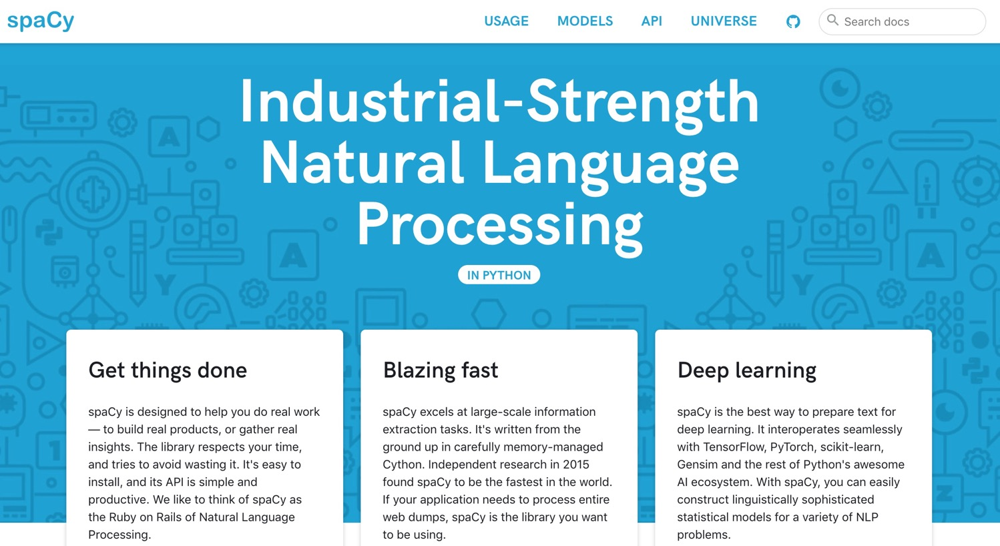 spaCy
USAGE MODELS API UNIVERSE Search docs
Industrial-Strength
Natural Language
Processing
IN PYTHON
Get things done
spaCy is designed to help you do real work
— to build real products, or gather real
insights. The library respects your time,
and tries to avoid wasting it. It's easy to
install, and its API is simple and
productive. We like to think of spaCy as
the Ruby on Rails of Natural Language
Processing.
Blazing fast
spaCy excels at large-scale information
extraction tasks. It's written from the
ground up in carefully memory-managed
Cython. Independent research in 2015
found spaCy to be the fastest in the world.
If your application needs to process entire
web dumps, spaCy is the library you want
to be using.
Deep learning
spaCy is the best way to prepare text for
deep learning. It interoperates seamlessly
with TensorFlow, PyTorch, scikit-learn,
Gensim and the rest of Python's awesome
AI ecosystem. With spaCy, you can easily
construct linguistically sophisticated
statistical models for a variety of NLP
problems.
A
A
Y
1
A
Y
Z